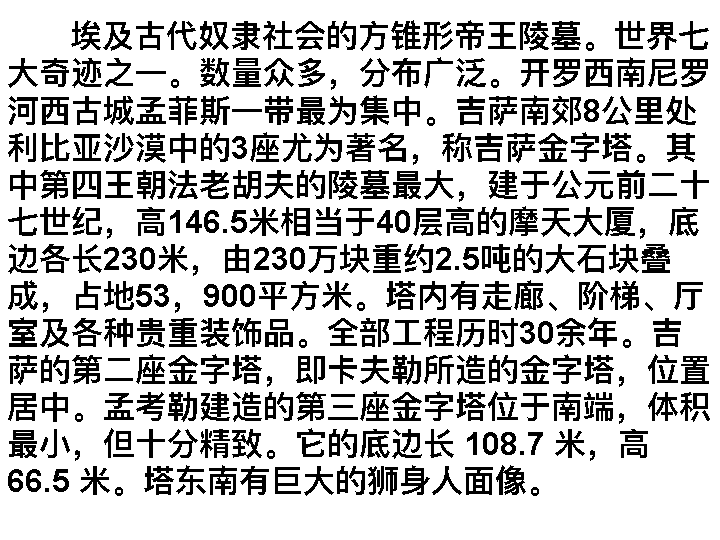 埃及古代奴隶社会的方锥形帝王陵墓。世界七
大奇迹之一。数量众多，分布广泛。开罗西南尼罗
河西古城孟菲斯一带最为集中。吉萨南郊8公里处
利比亚沙漠中的3座尤为著名，称吉萨金字塔。其
中第四王朝法老胡夫的陵墓最大，建于公元前二十
七世纪，高146.5米相当于40层高的摩天大厦，底
边各长230米，由230万块重约2.5吨的大石块叠
成，占地53，900平方米。塔内有走廊、阶梯、厅
室及各种贵重装饰品。全部工程历时30余年。吉
萨的第二座金字塔，即卡夫勒所造的金字塔，位置
居中。孟考勒建造的第三座金字塔位于南端，体积
最小，但十分精致。它的底边长 108.7 米，高
66.5 米。塔东南有巨大的狮身人面像。